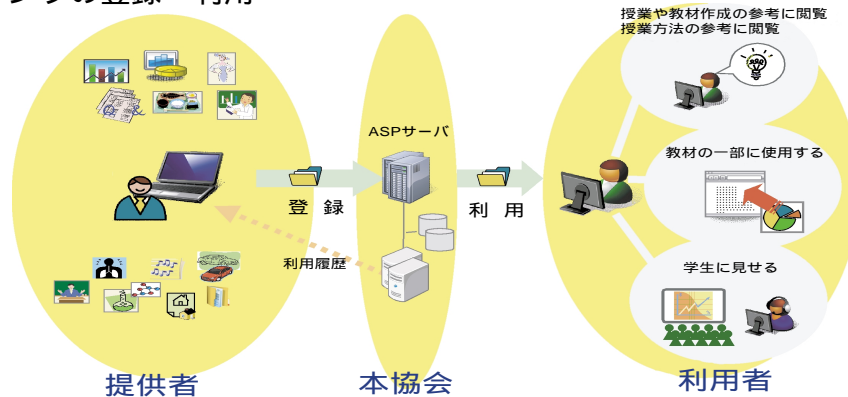 の登録・利用
授業や教材作成の参考に閲覧
授業方法の参考に閲覧
ASPサーバ
教材の一部に使用する
登 録
利 用
利用履歴
学生に見せる
提供者
本協会
利用者